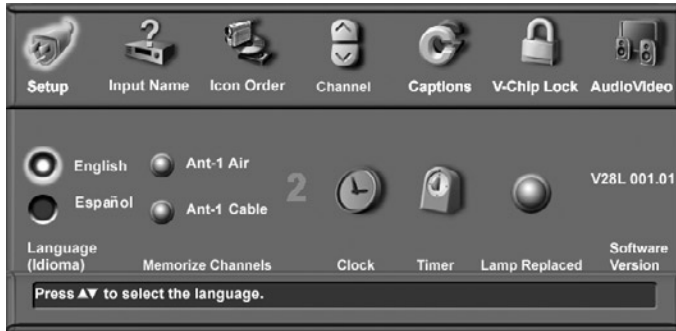 Setup
Input Name
Icon Order
Channel
Captions
V-Chip Lock
AudioVideo
English
Español
Ant-1 Air
Ant-1 Cable
2
V28L 001.01
Language
(Idioma)
Memorize Channels
Clock
Timer
Lamp Replaced
Software
Version
Press ▲▼ to select the language.